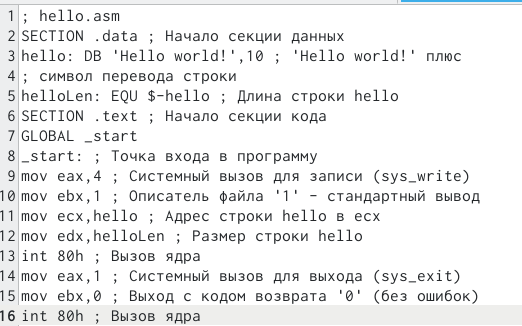 1 ; hello.asm
2 SECTION .data ; Начало секции данных
3 hello: DB 'Hello world!',10 ; 'Hello world!' плюс
4 ; символ перевода строки
5 helloLen: EQU $-hello ; Длина строки hello
6 SECTION .text ; Начало секции кода
7 GLOBAL _start
8 _start: ; Точка входа в программу
9 mov eax,4 ; Системный вызов для записи (sys_write)
10 mov ebx,1 ; Описатель файла '1' - стандартный вывод
11 mov ecx,hello ; Адрес строки hello в ecx
12 mov edx,helloLen ; Размер строки hello
13 int 80h ; Вызов ядра
14 mov eax,1 ; Системный вызов для выхода (sys_exit)
15 mov ebx,0 ; Выход с кодом возврата '0' (без ошибок)
16 int 80h ; Вызов ядра